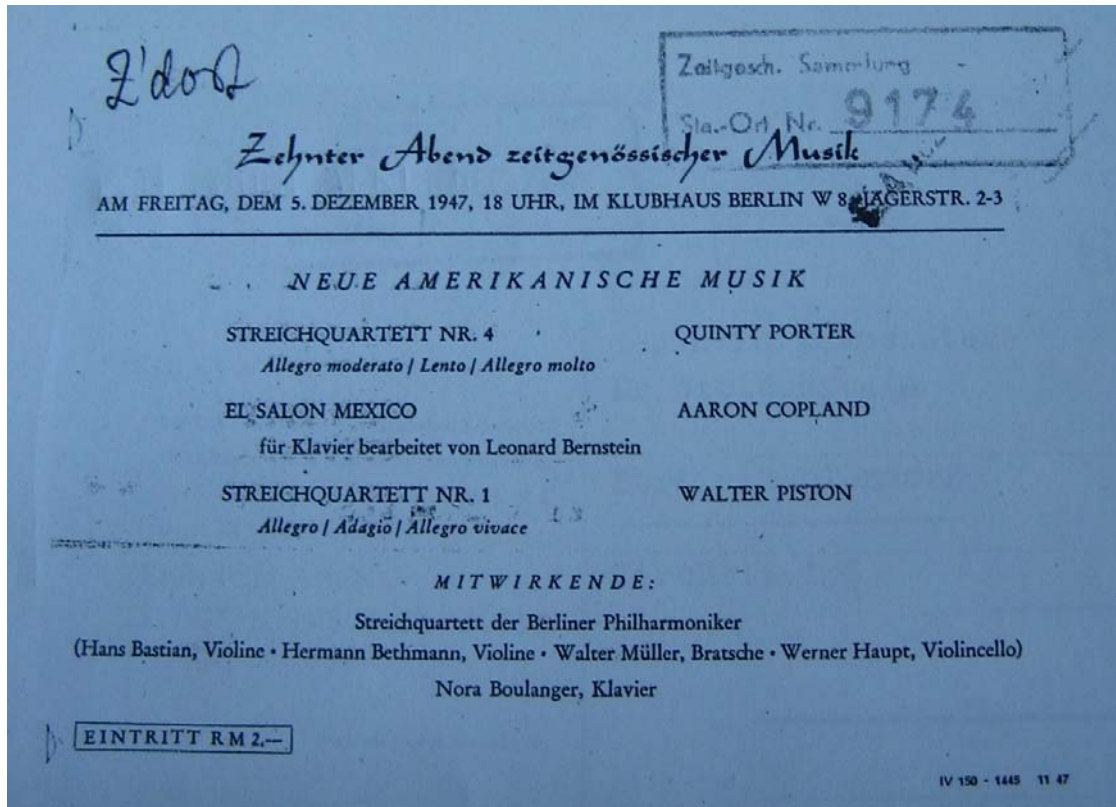 Z'dorf
Zeitgesch. Sammlung
Sta.-Ort Nr. 9174
Zehnter Abend zeitgenössischer Musik
AM FREITAG, DEM 5. DEZEMBER 1947, 18 UHR, IM KLUBHAUS BERLIN W 8, JÄGERSTR. 2-3
NEUE AMERIKANISCHE MUSIK
STREICHQUARTETT NR. 4 QUINTY PORTER
Allegro moderato / Lento / Allegro molto
EL SALON MEXICO AARON COPLAND
für Klavier bearbeitet von Leonard Bernstein
STREICHQUARTETT NR. 1 WALTER PISTON
Allegro / Adagio / Allegro vivace
MITWIRKENDE:
Streichquartett der Berliner Philharmoniker
(Hans Bastian, Violine • Hermann Bethmann, Violine • Walter Müller, Bratsche • Werner Haupt, Violincello)
Nora Boulanger, Klavier
EINTRITT RM 2.—
IV 150 - 1445 11 47